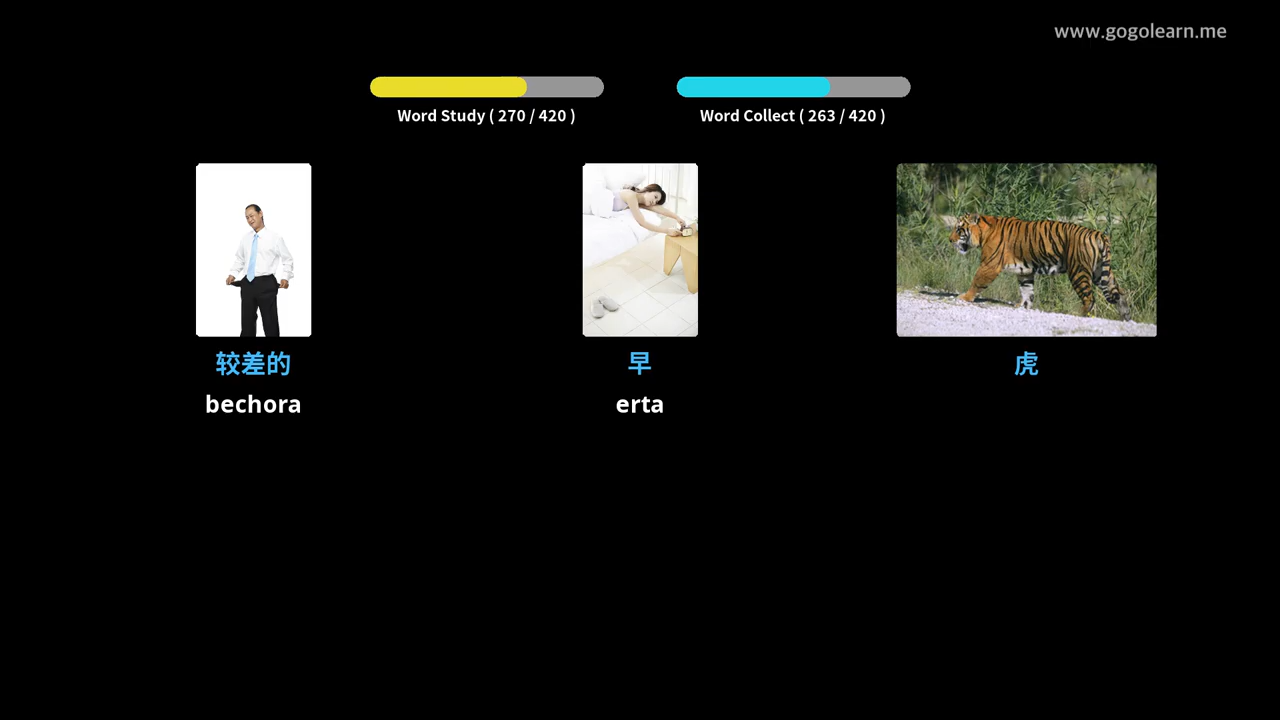 www.gogolearn.me
Word Study ( 270 / 420 )
Word Collect ( 263 / 420 )
较差的
早
虎
bechora
erta